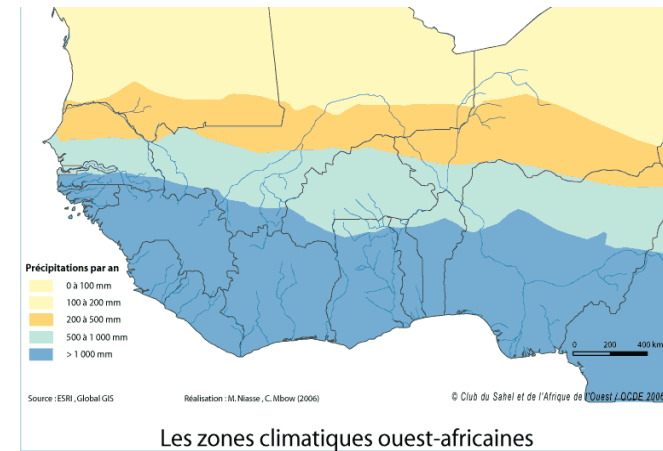 Précipitations par an
0 à 100 mm
100 à 200 mm
200 à 500 mm
500 à 1 000 mm
> 1 000 mm
0 200 400 km
Source : ESRI , Global GIS Réalisation : M. Niasse , C. Mbow (2006) © Club du Sahel et de l'Afrique de l'Ouest / OCDE 2006
Les zones climatiques ouest-africaines